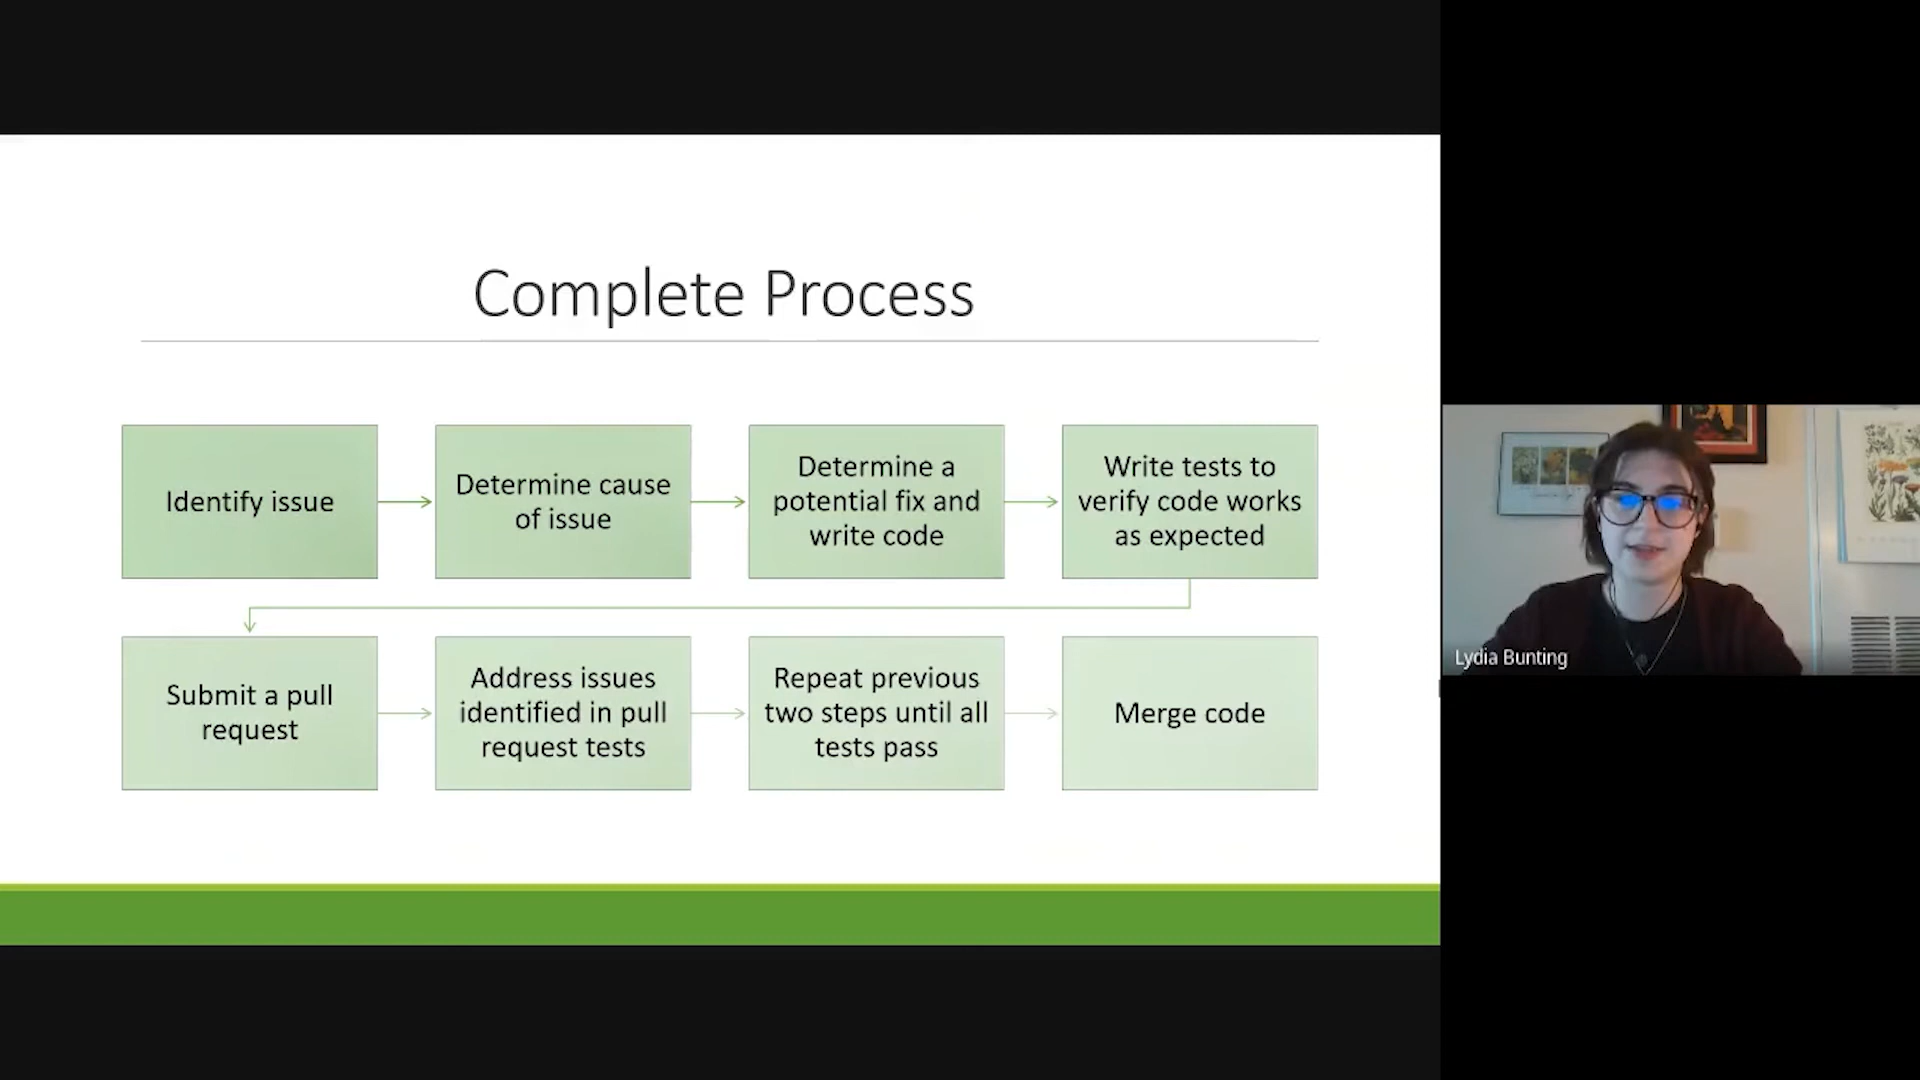 Complete Process
Identify issue
Determine cause
of issue
Determine a
potential fix and
write code
Write tests to
verify code works
as expected
Submit a pull
request
Address issues
identified in pull
request tests
Repeat previous
two steps until all
tests pass
Merge code
Lydia Bunting